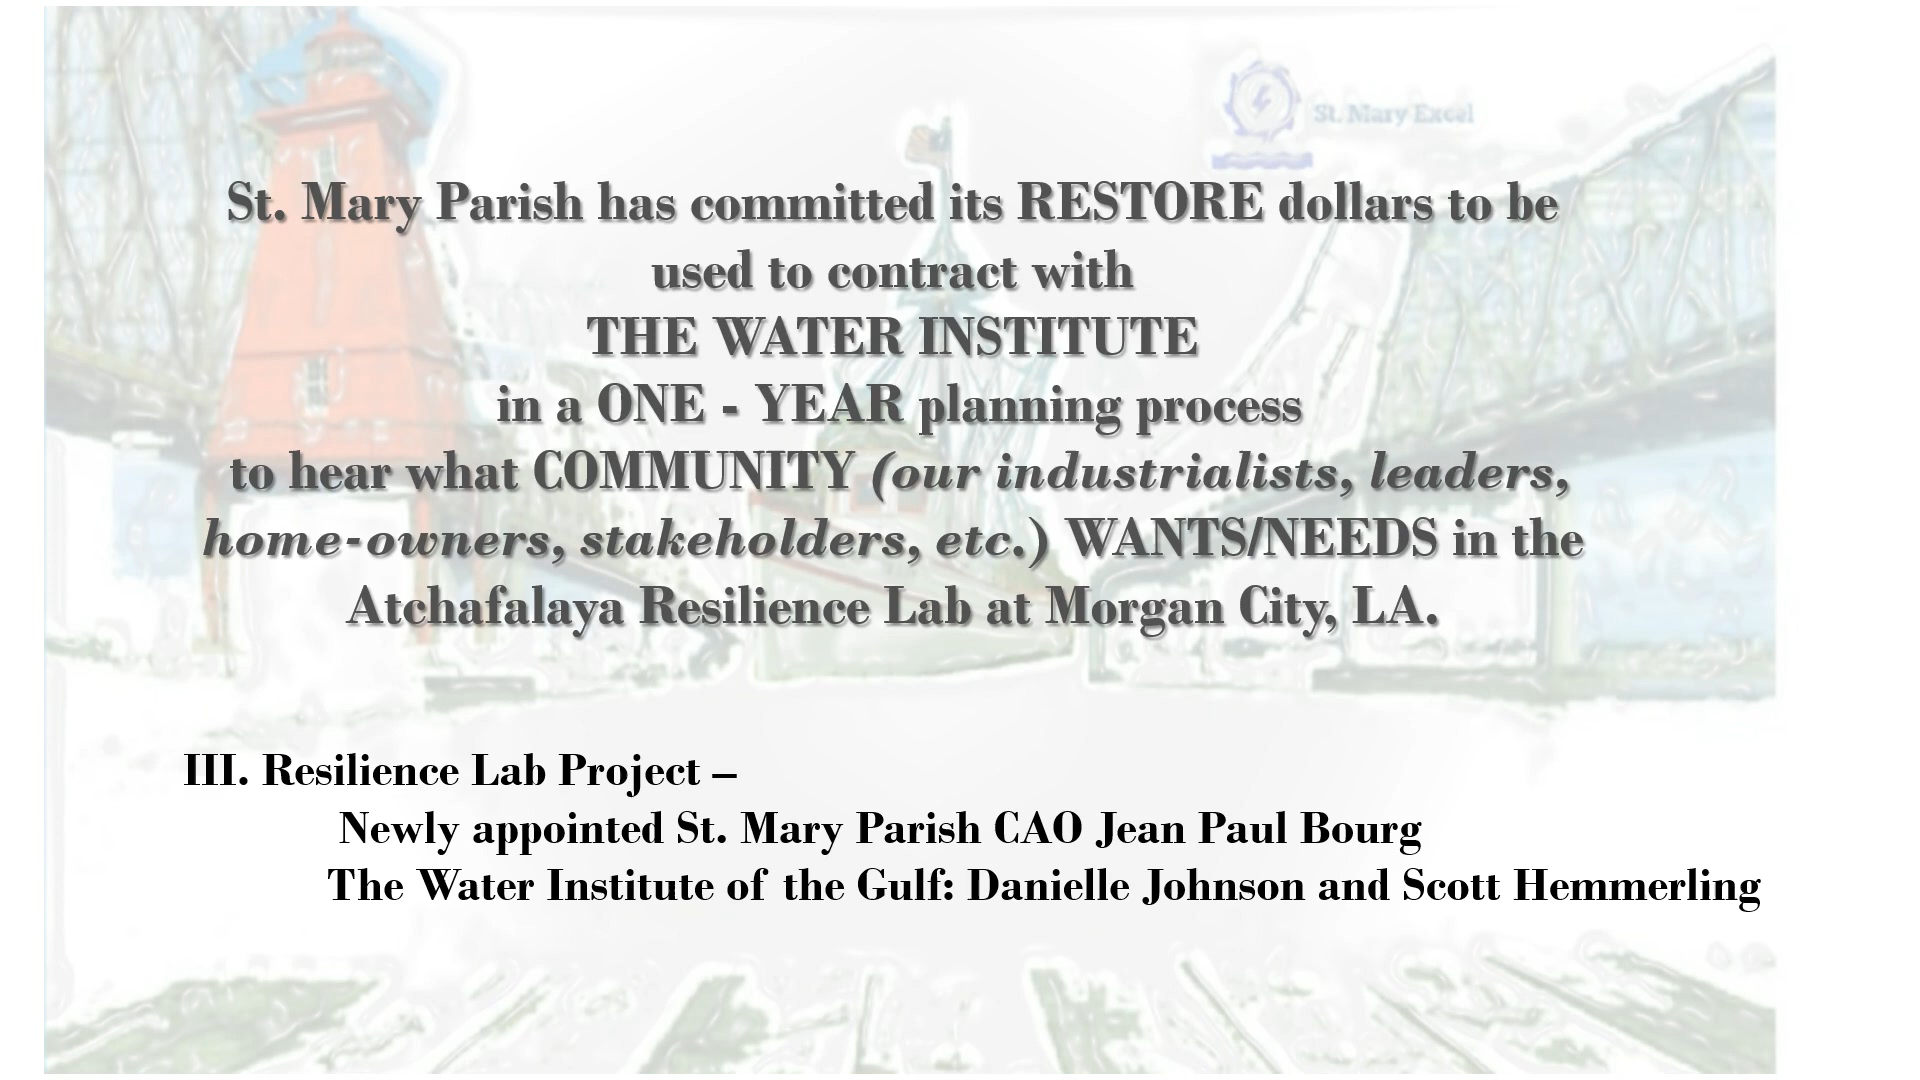 St. Mary Excel
St. Mary Parish has committed its RESTORE dollars to be
used to contract with
THE WATER INSTITUTE
in a ONE - YEAR planning process
to hear what COMMUNITY (our industrialists, leaders,
home-owners, stakeholders, etc.) WANTS/NEEDS in the
Atchafalaya Resilience Lab at Morgan City, LA.
III. Resilience Lab Project –
Newly appointed St. Mary Parish CAO Jean Paul Bourg
The Water Institute of the Gulf: Danielle Johnson and Scott Hemmerling